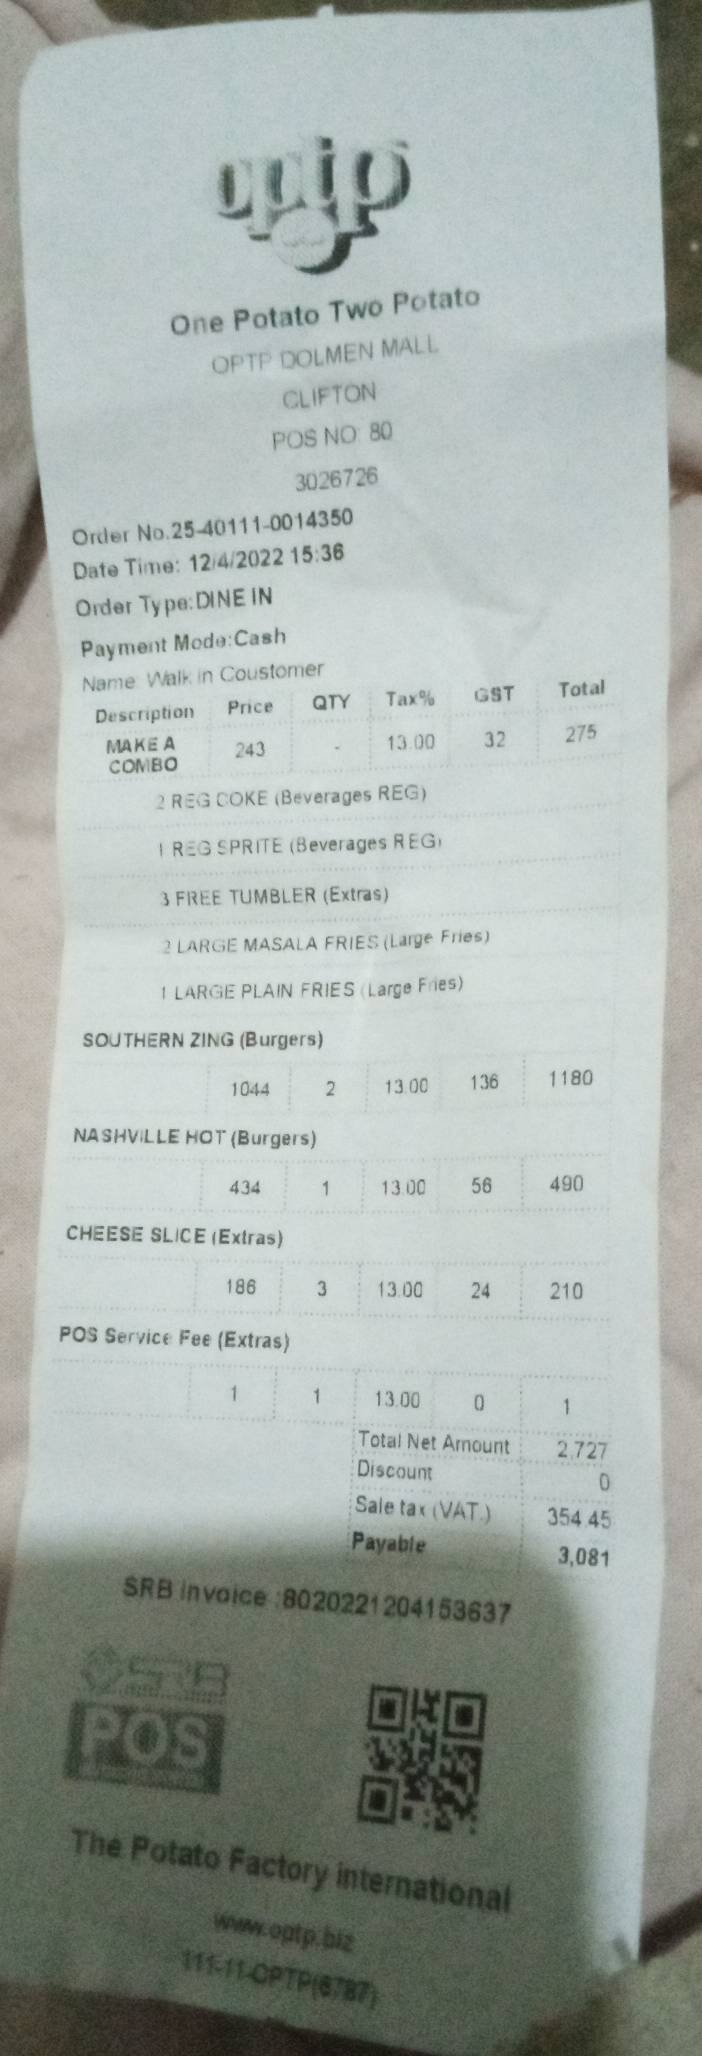 optp
One Potato Two Potato
OPTP DOLMEN MALL
CLIFTON
POS NO: 80
3026726
Order No.25-40111-0014350
Date Time: 12/4/2022 15:36
Order Type:DINE IN
Payment Mode:Cash
Name: Walk in Coustomer
Description Price QTY Tax% GST Total
MAKE A COMBO 243 - 13.00 32 275
2 REG COKE (Beverages REG)
1 REG SPRITE (Beverages REG)
3 FREE TUMBLER (Extras)
2 LARGE MASALA FRIES (Large Fries)
1 LARGE PLAIN FRIES (Large Fries)
SOUTHERN ZING (Burgers)
1044 2 13.00 136 1180
NASHVILLE HOT (Burgers)
434 1 13.00 56 490
CHEESE SLICE (Extras)
186 3 13.00 24 210
POS Service Fee (Extras)
1 1 13.00 0 1
Total Net Amount 2,727
Discount 0
Sale tax (VAT.) 354.45
Payable 3,081
SRB invoice :8020221204153637
SRB
POS
The Potato Factory international
www.optp.biz
111-11-OPTP(6787)